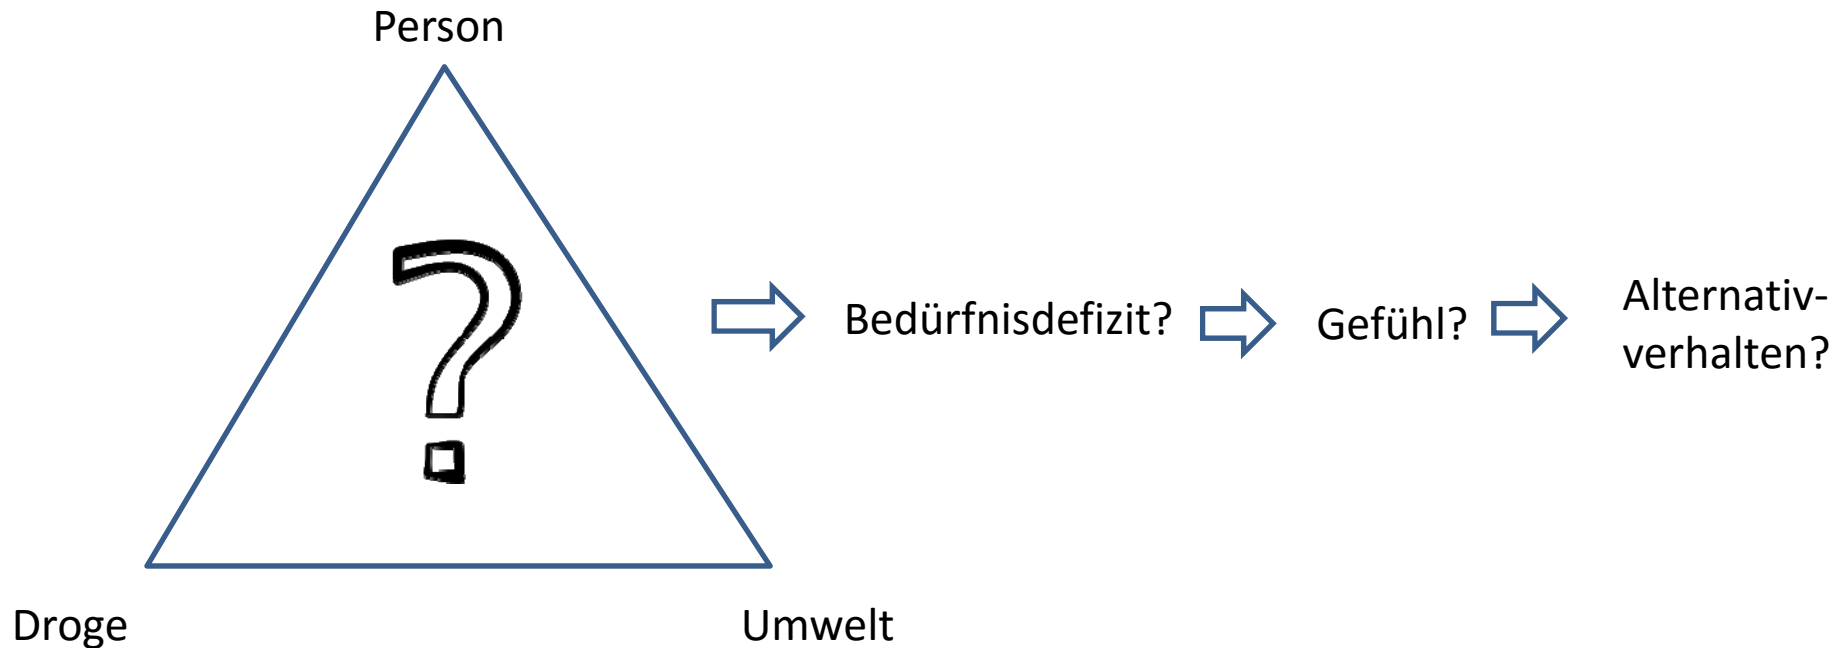 Person
?
Bedürfnisdefizit?
Gefühl?
Alternativ-
verhalten?
Droge
Umwelt